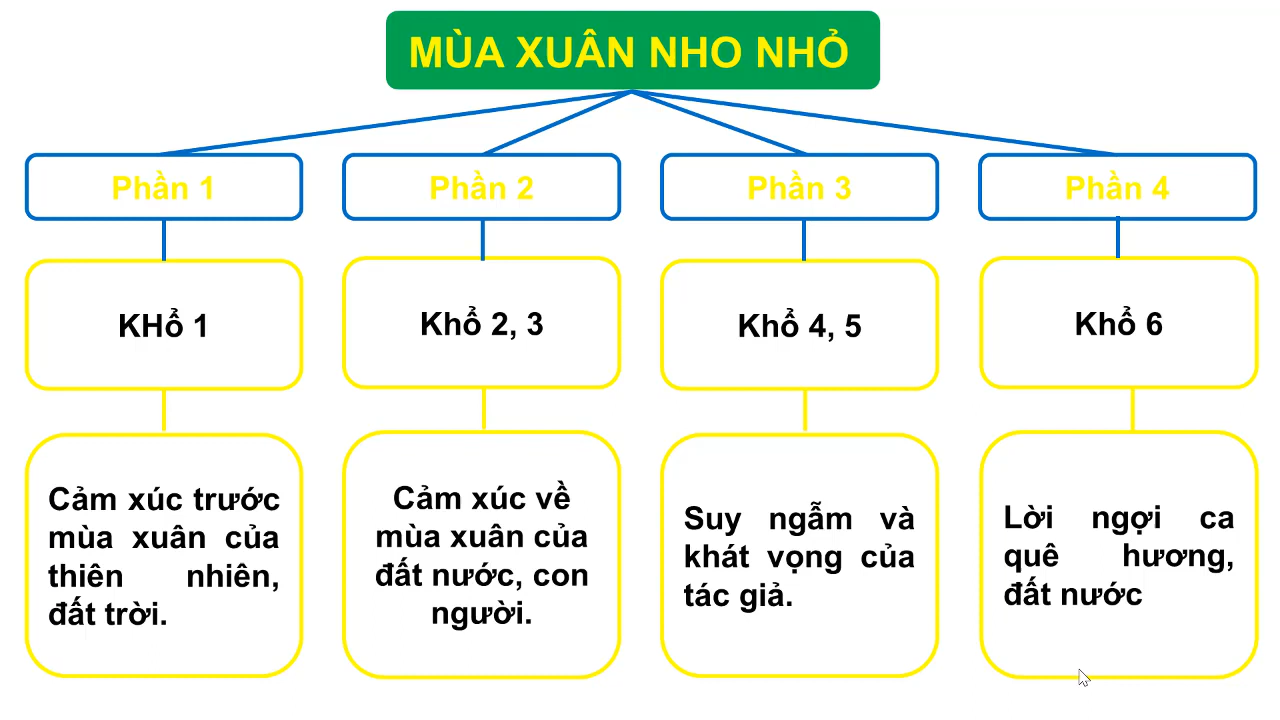 MÙA XUÂN NHO NHỎ
Phần 1
Phần 2
Phần 3
Phần 4
KHổ 1
Khổ 2, 3
Khổ 4, 5
Khổ 6
Cảm xúc trước
mùa xuân của
thiên nhiên,
đất trời.
Cảm xúc về
mùa xuân của
đất nước, con
người.
Suy ngẫm và
khát vọng của
tác giả.
Lời ngợi ca
quê hương,
đất nước